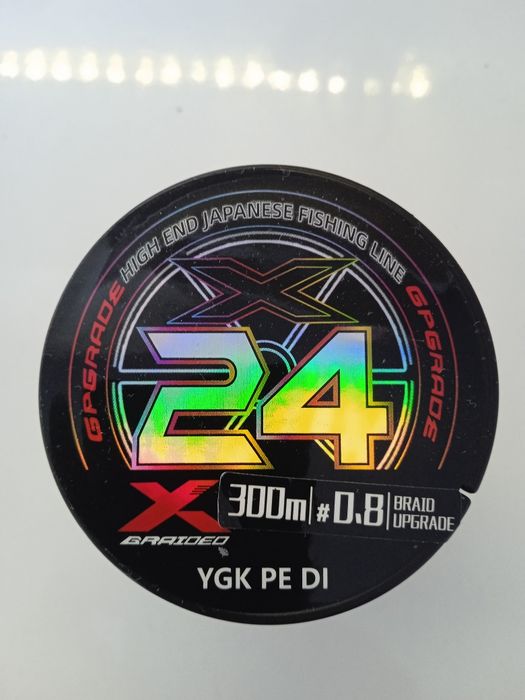 HIGH END JAPANESE FISHING LINE
GPGRADE
GPGRADE
X
24
X
BRAIDED
300m #0.8 BRAID
UPGRADE
YGK PE DI